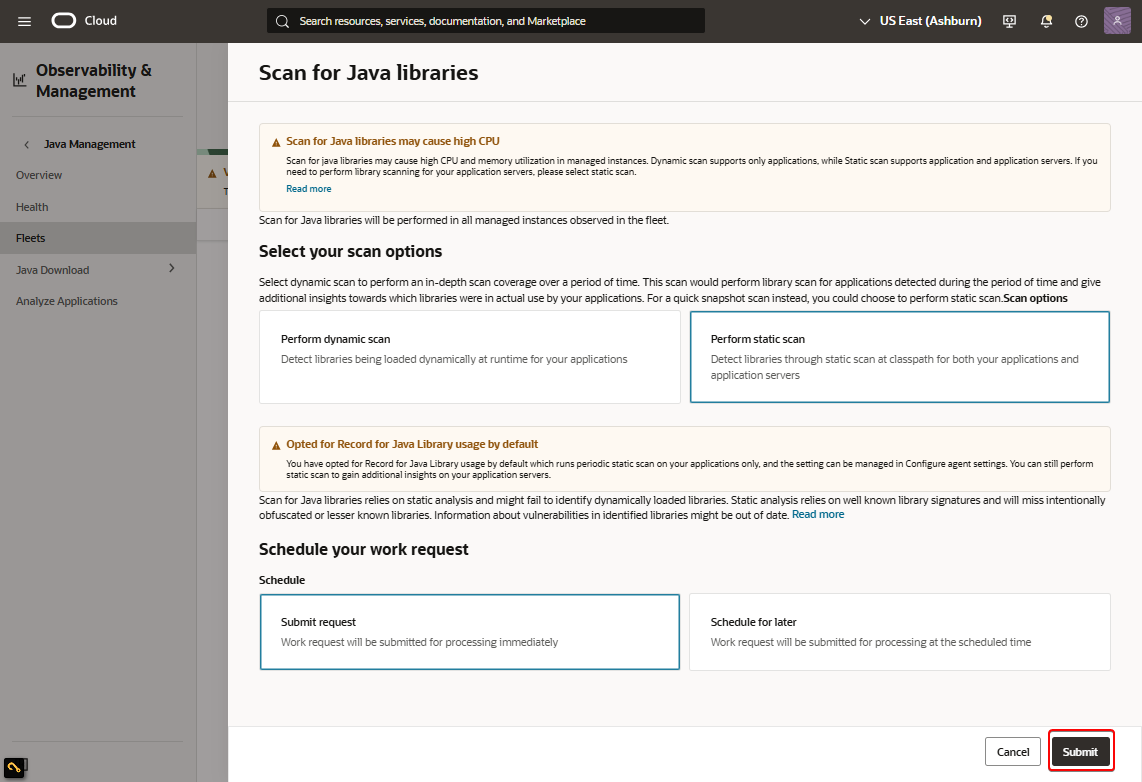 Cloud
Search resources, services, documentation, and Marketplace
US East (Ashburn)
Observability &
Management
Java Management
Overview
Health
Fleets
Java Download
Analyze Applications
Scan for Java libraries
Scan for Java libraries may cause high CPU
Scan for java libraries may cause high CPU and memory utilization in managed instances. Dynamic scan supports only applications, while Static scan supports application and application servers. If you
need to perform library scanning for your application servers, please select static scan.
Read more
Scan for Java libraries will be performed in all managed instances observed in the fleet.
Select your scan options
Select dynamic scan to perform an in-depth scan coverage over a period of time. This scan would perform library scan for applications detected during the period of time and give
additional insights towards which libraries were in actual use by your applications. For a quick snapshot scan instead, you could choose to perform static scan.Scan options
Perform dynamic scan
Detect libraries being loaded dynamically at runtime for your applications
Perform static scan
Detect libraries through static scan at classpath for both your applications and
application servers
Opted for Record for Java Library usage by default
You have opted for Record for Java Library usage by default which runs periodic static scan on your applications only, and the setting can be managed in Configure agent settings. You can still perform
static scan to gain additional insights on your application servers.
Scan for Java libraries relies on static analysis and might fail to identify dynamically loaded libraries. Static analysis relies on well known library signatures and will miss intentionally
obfuscated or lesser known libraries. Information about vulnerabilities in identified libraries might be out of date. Read more
Schedule your work request
Schedule
Submit request
Work request will be submitted for processing immediately
Schedule for later
Work request will be submitted for processing at the scheduled time
Cancel
Submit